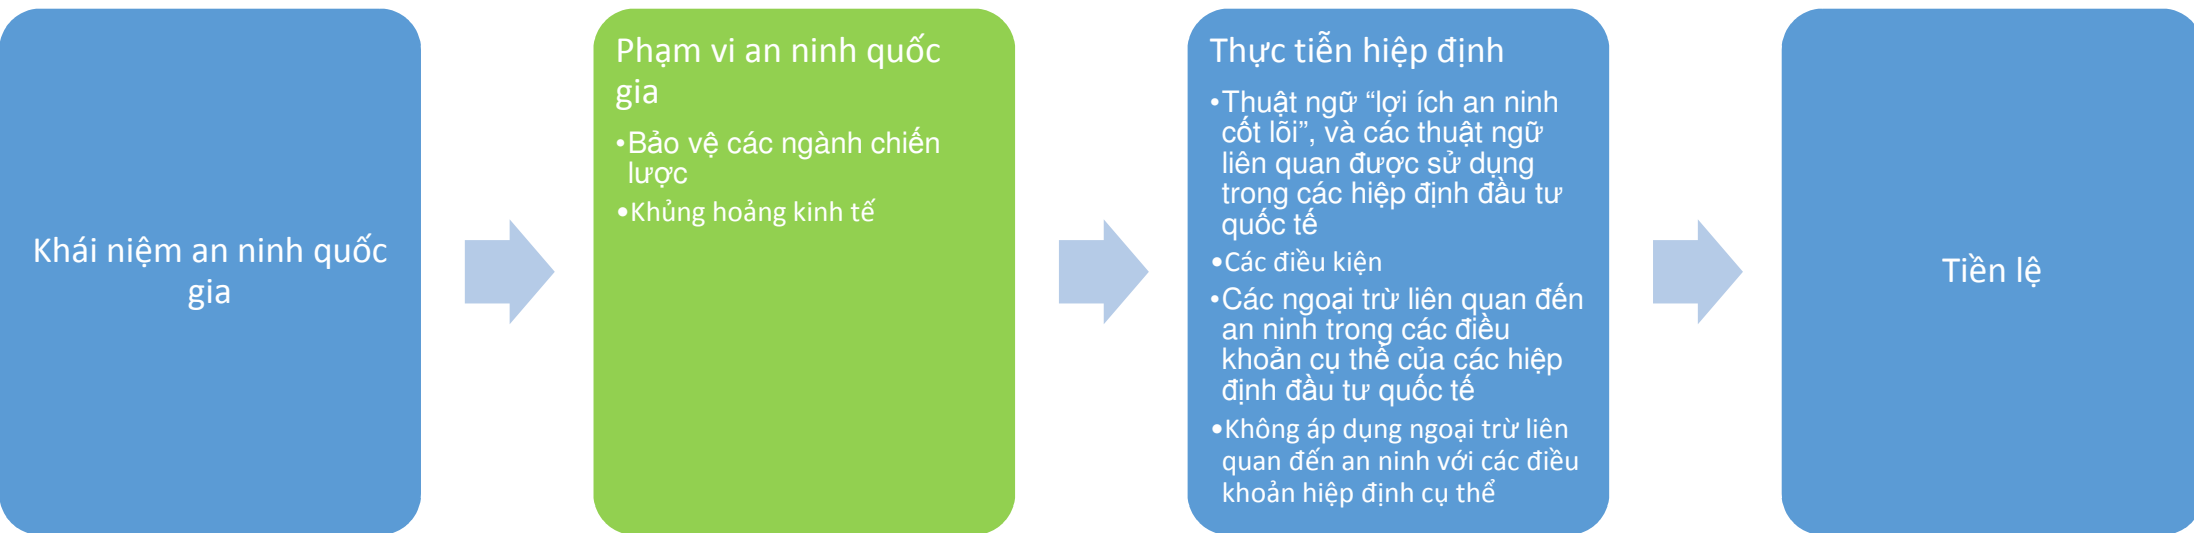 Khái niệm an ninh quốc
gia
Phạm vi an ninh quốc
gia
•Bảo vệ các ngành chiến
lược
•Khủng hoảng kinh tế
Thực tiễn hiệp định
•Thuật ngữ “lợi ích an ninh
cốt lõi”, và các thuật ngữ
liên quan được sử dụng
trong các hiệp định đầu tư
quốc tế
•Các điều kiện
•Các ngoại trừ liên quan đến
an ninh trong các điều
khoản cụ thể của các hiệp
định đầu tư quốc tế
•Không áp dụng ngoại trừ liên
quan đến an ninh với các điều
khoản hiệp định cụ thể
Tiền lệ